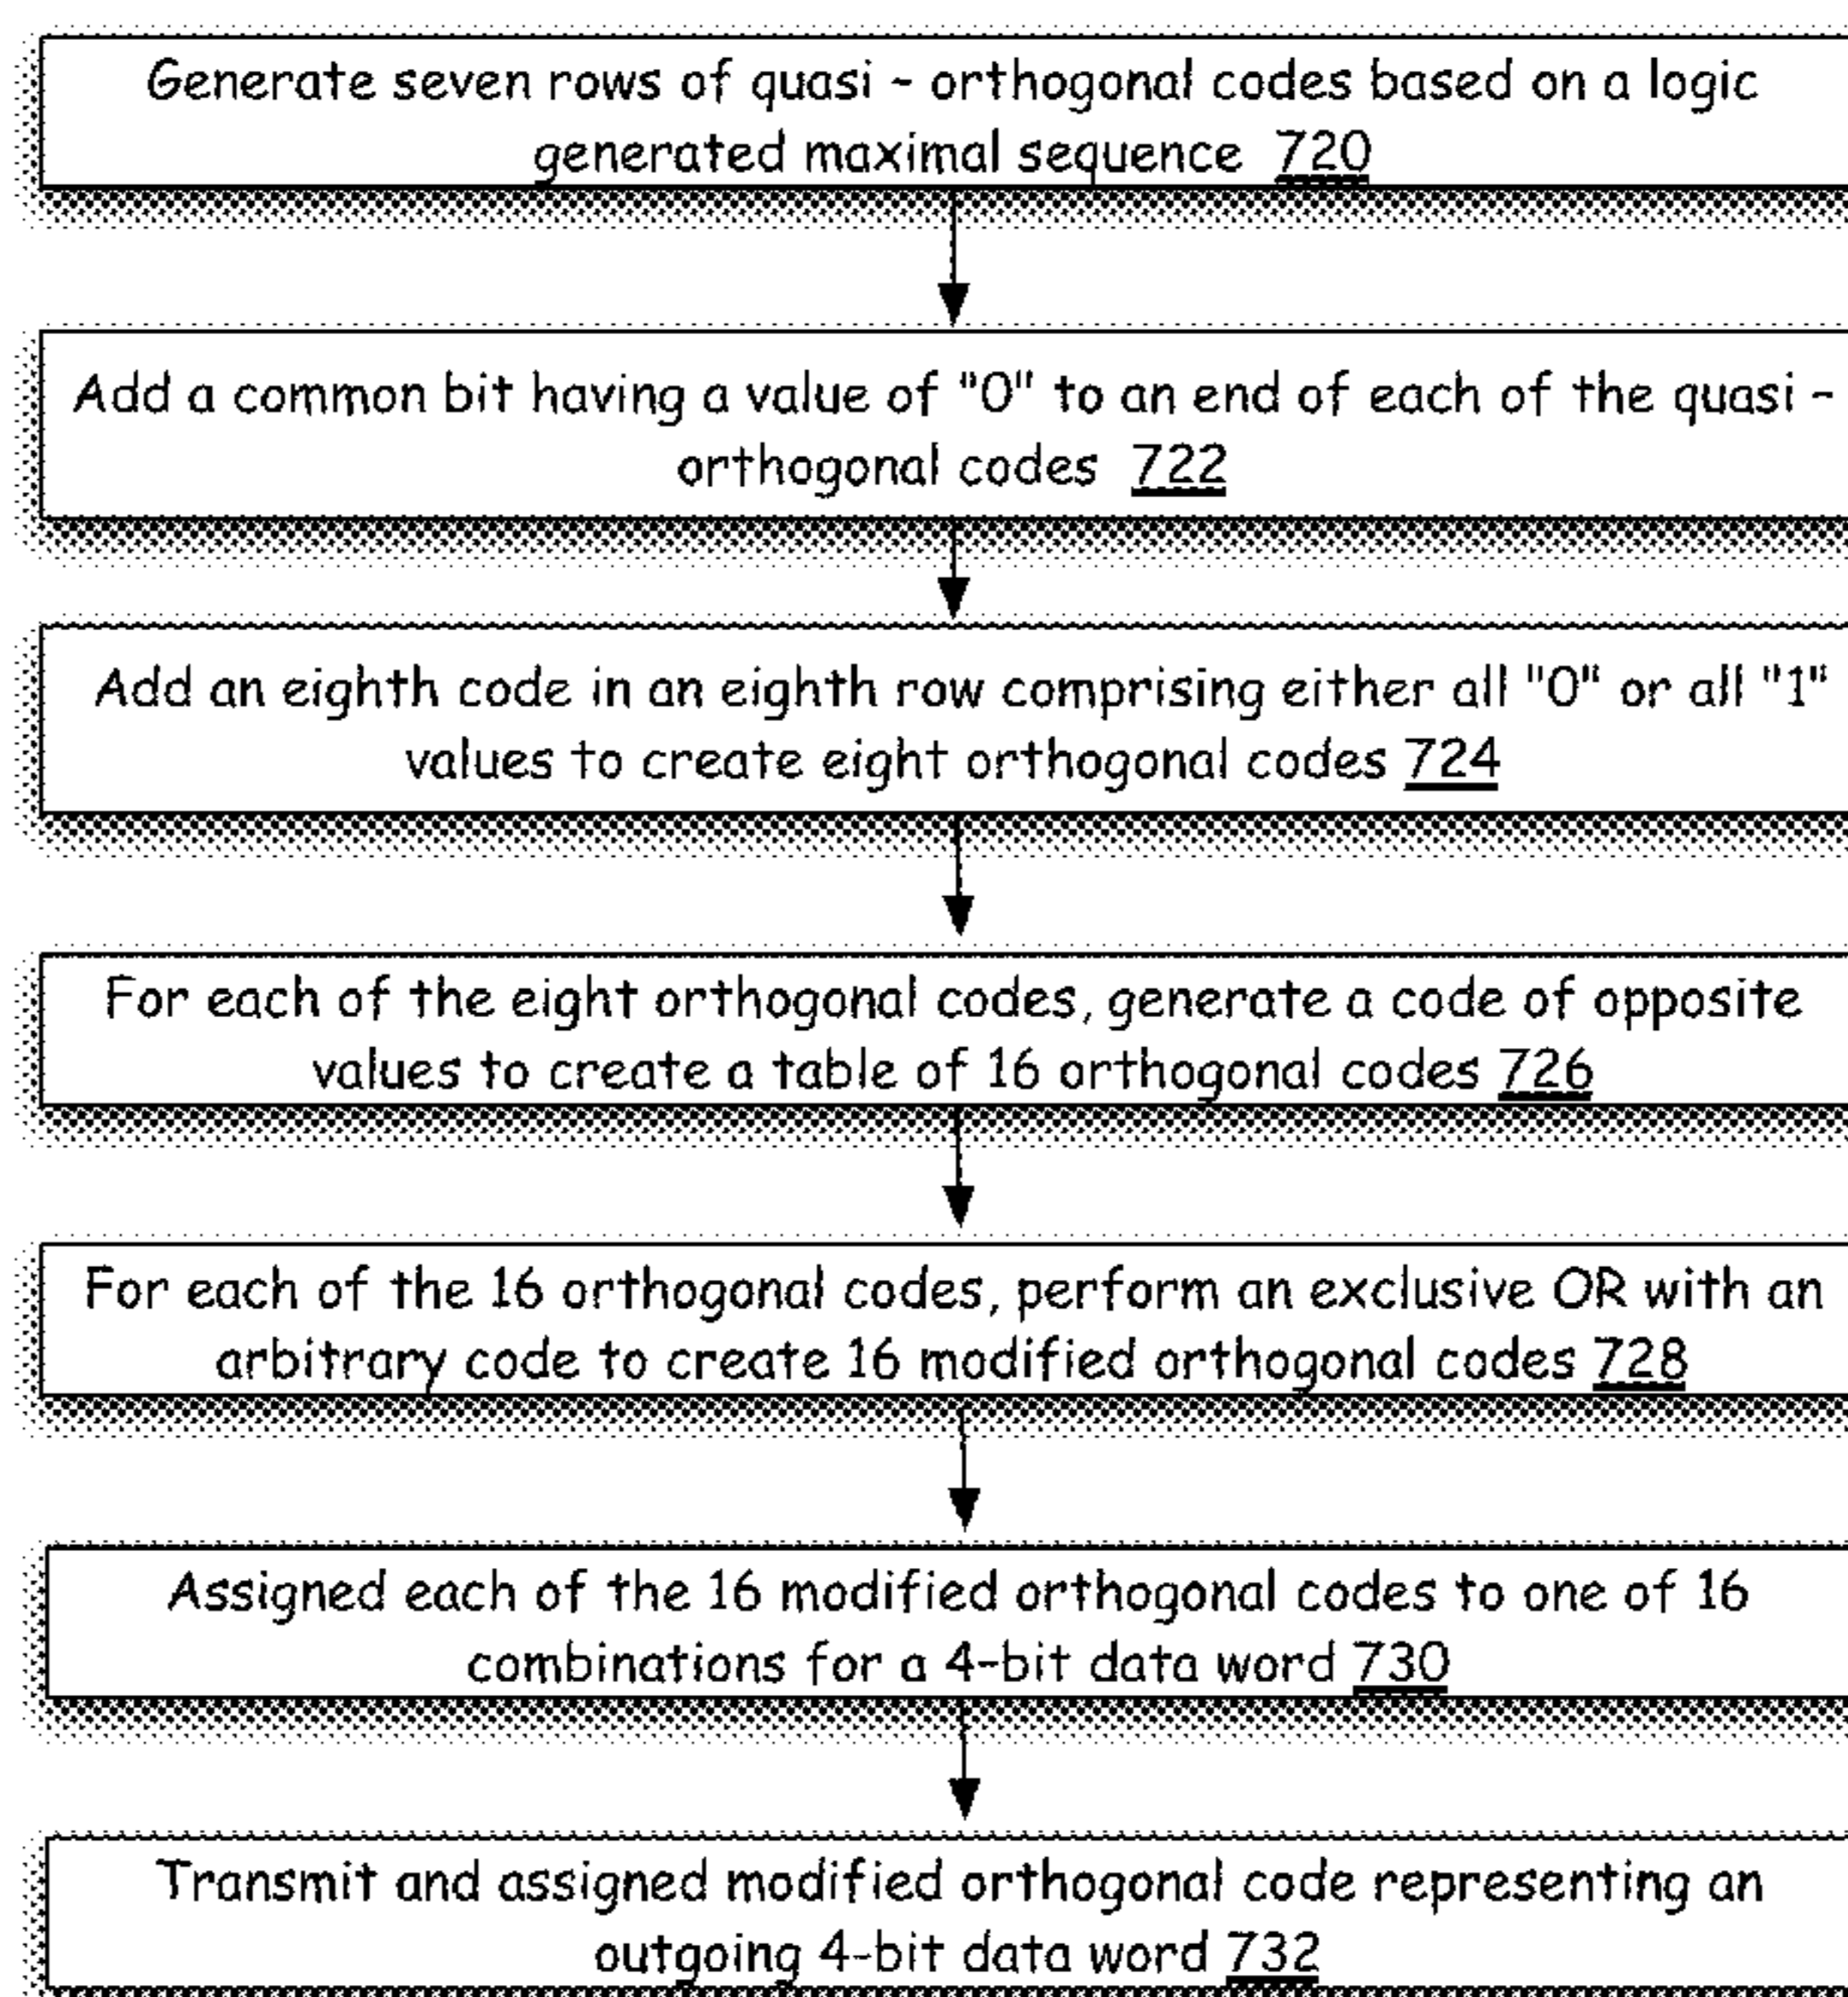 Generate seven rows of quasi - orthogonal codes based on a logic
generated maximal sequence 720
Add a common bit having a value of "0" to an end of each of the quasi -
orthogonal codes 722
Add an eighth code in an eighth row comprising either all "0" or all "1"
values to create eight orthogonal codes 724
For each of the eight orthogonal codes, generate a code of opposite
values to create a table of 16 orthogonal codes 726
For each of the 16 orthogonal codes, perform an exclusive OR with an
arbitrary code to create 16 modified orthogonal codes 728
Assigned each of the 16 modified orthogonal codes to one of 16
combinations for a 4-bit data word 730
Transmit and assigned modified orthogonal code representing an
outgoing 4-bit data word 732